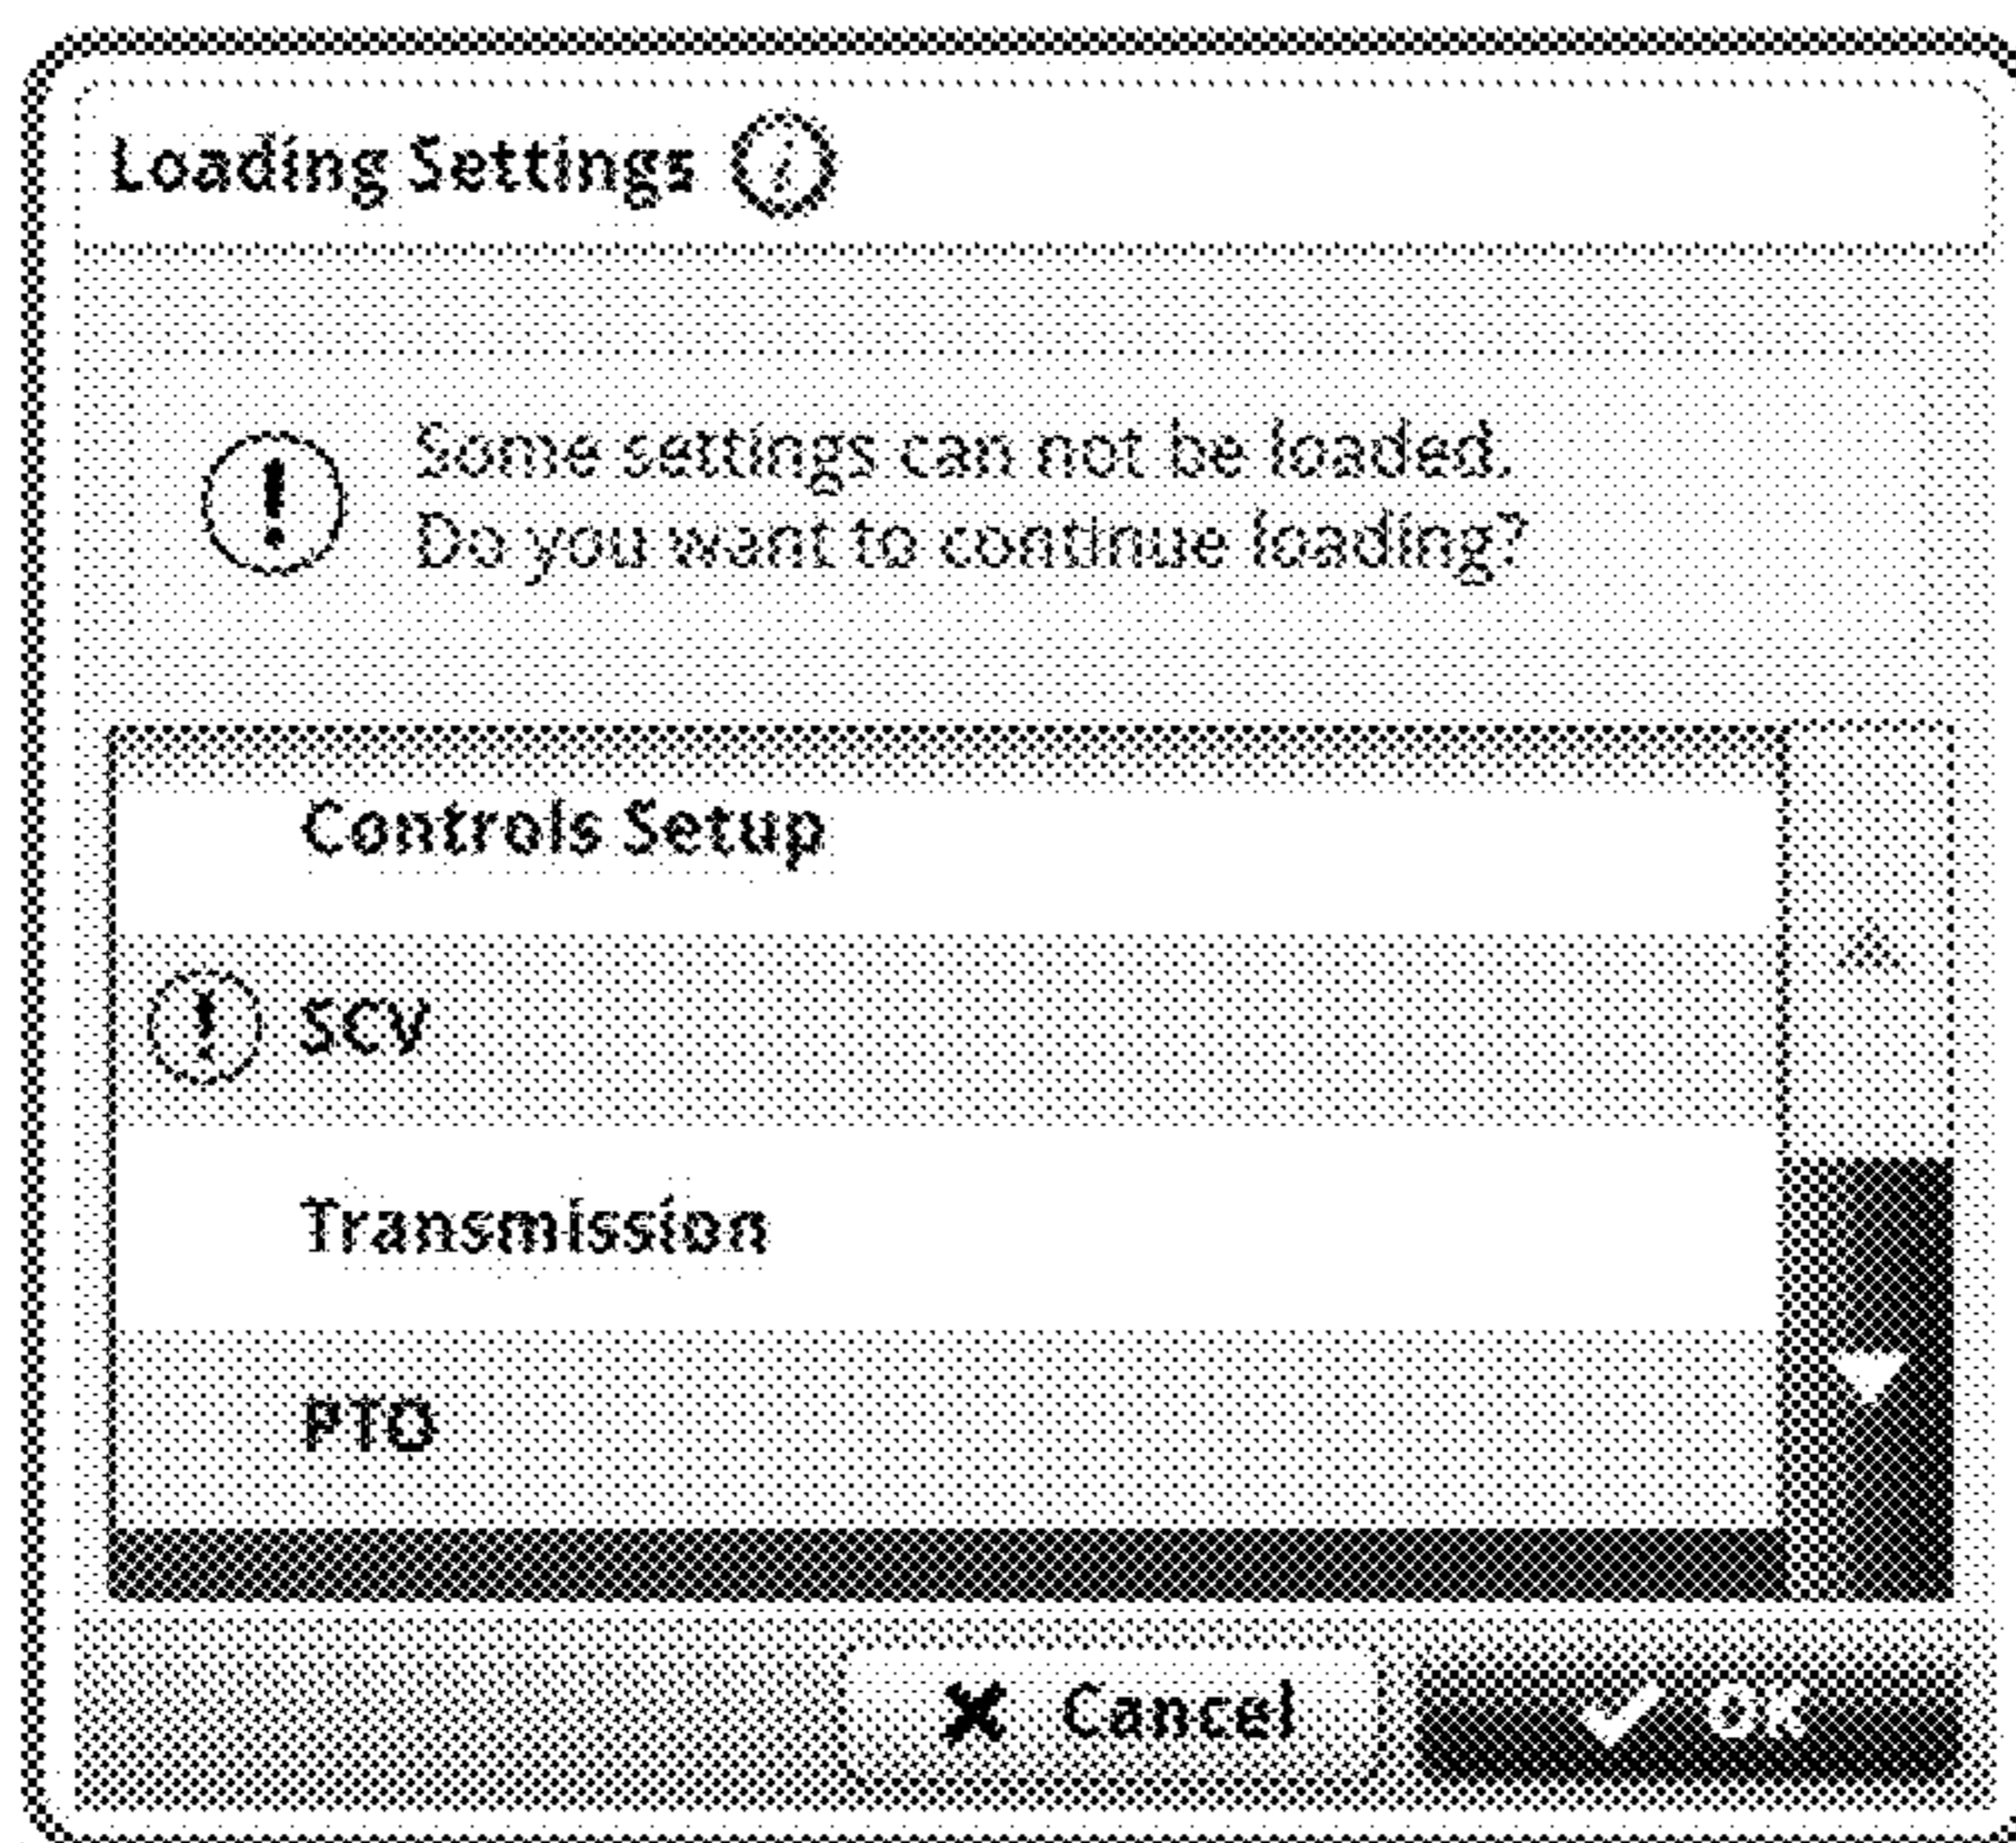 Loading Settings i
! Some settings can not be loaded.
Do you want to continue loading?
Controls Setup
! SCV
Transmission
PTO
Cancel
OK